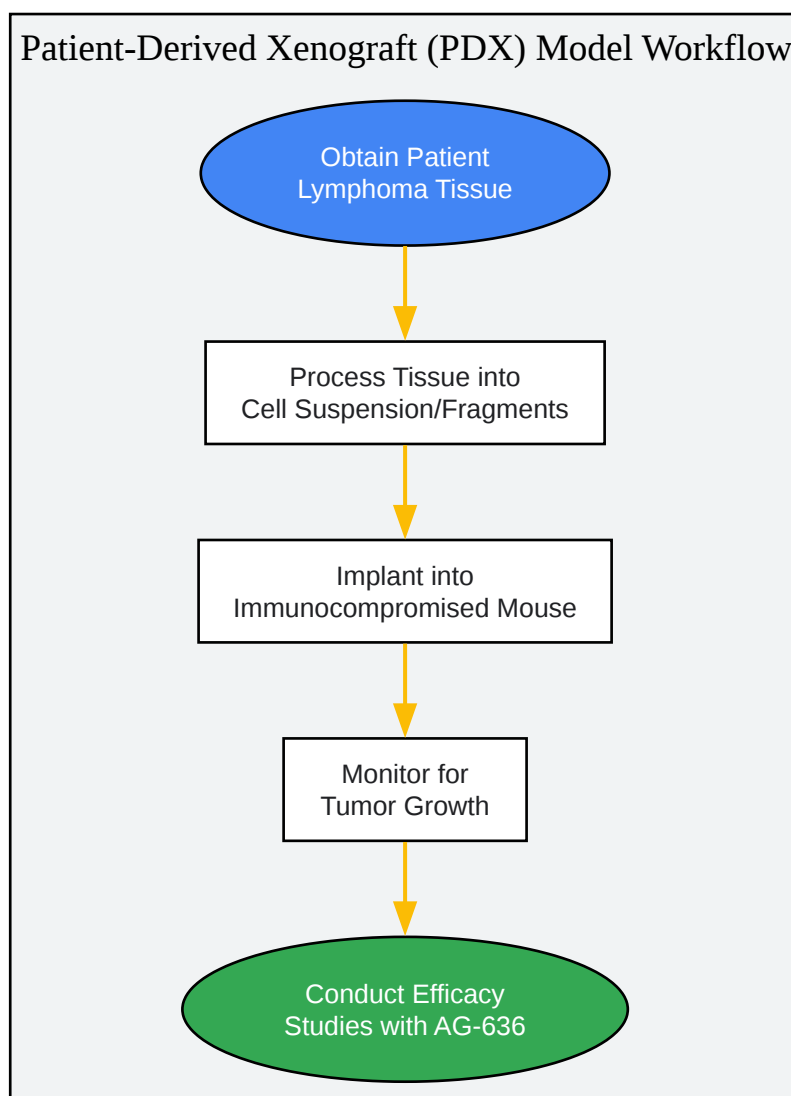 Patient-Derived Xenograft (PDX) Model Workflow
Obtain Patient
Lymphoma Tissue
Process Tissue into
Cell Suspension/Fragments
Implant into
Immunocompromised Mouse
Monitor for
Tumor Growth
Conduct Efficacy
Studies with AG-636